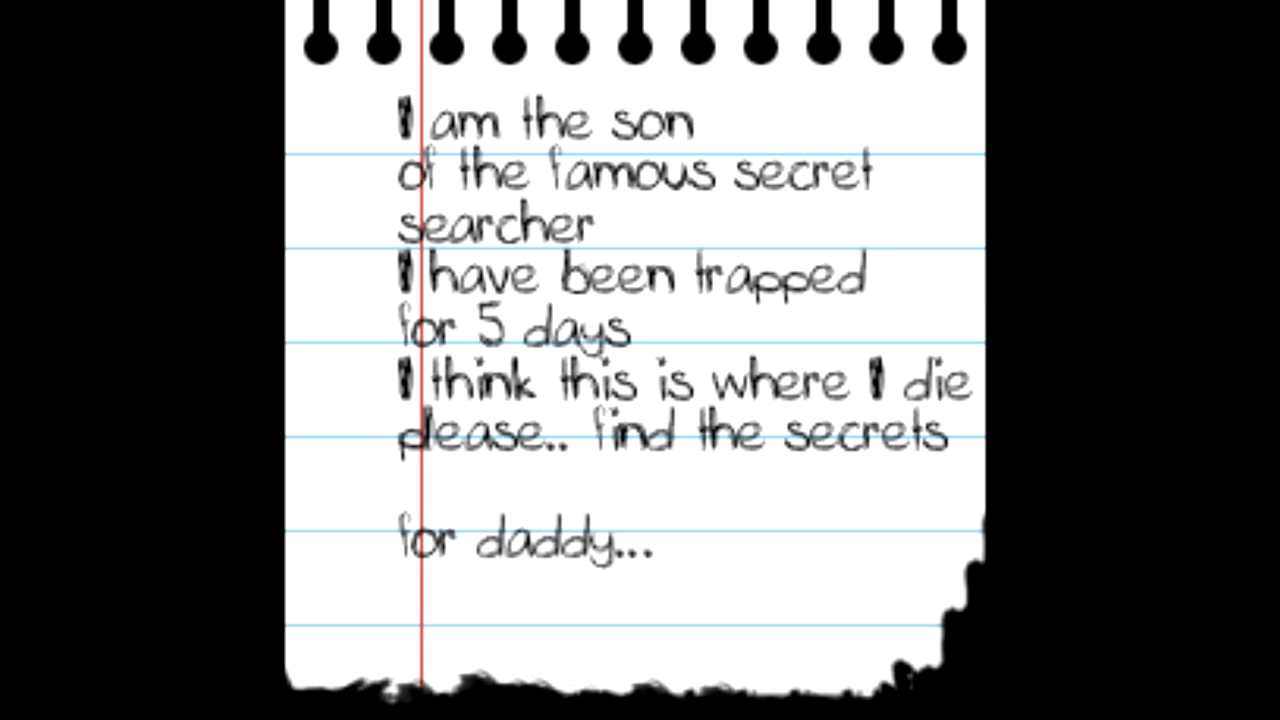 I am the son
of the famous secret
searcher
I have been trapped
for 5 days
I think this is where I die
please.. find the secrets
for daddy...